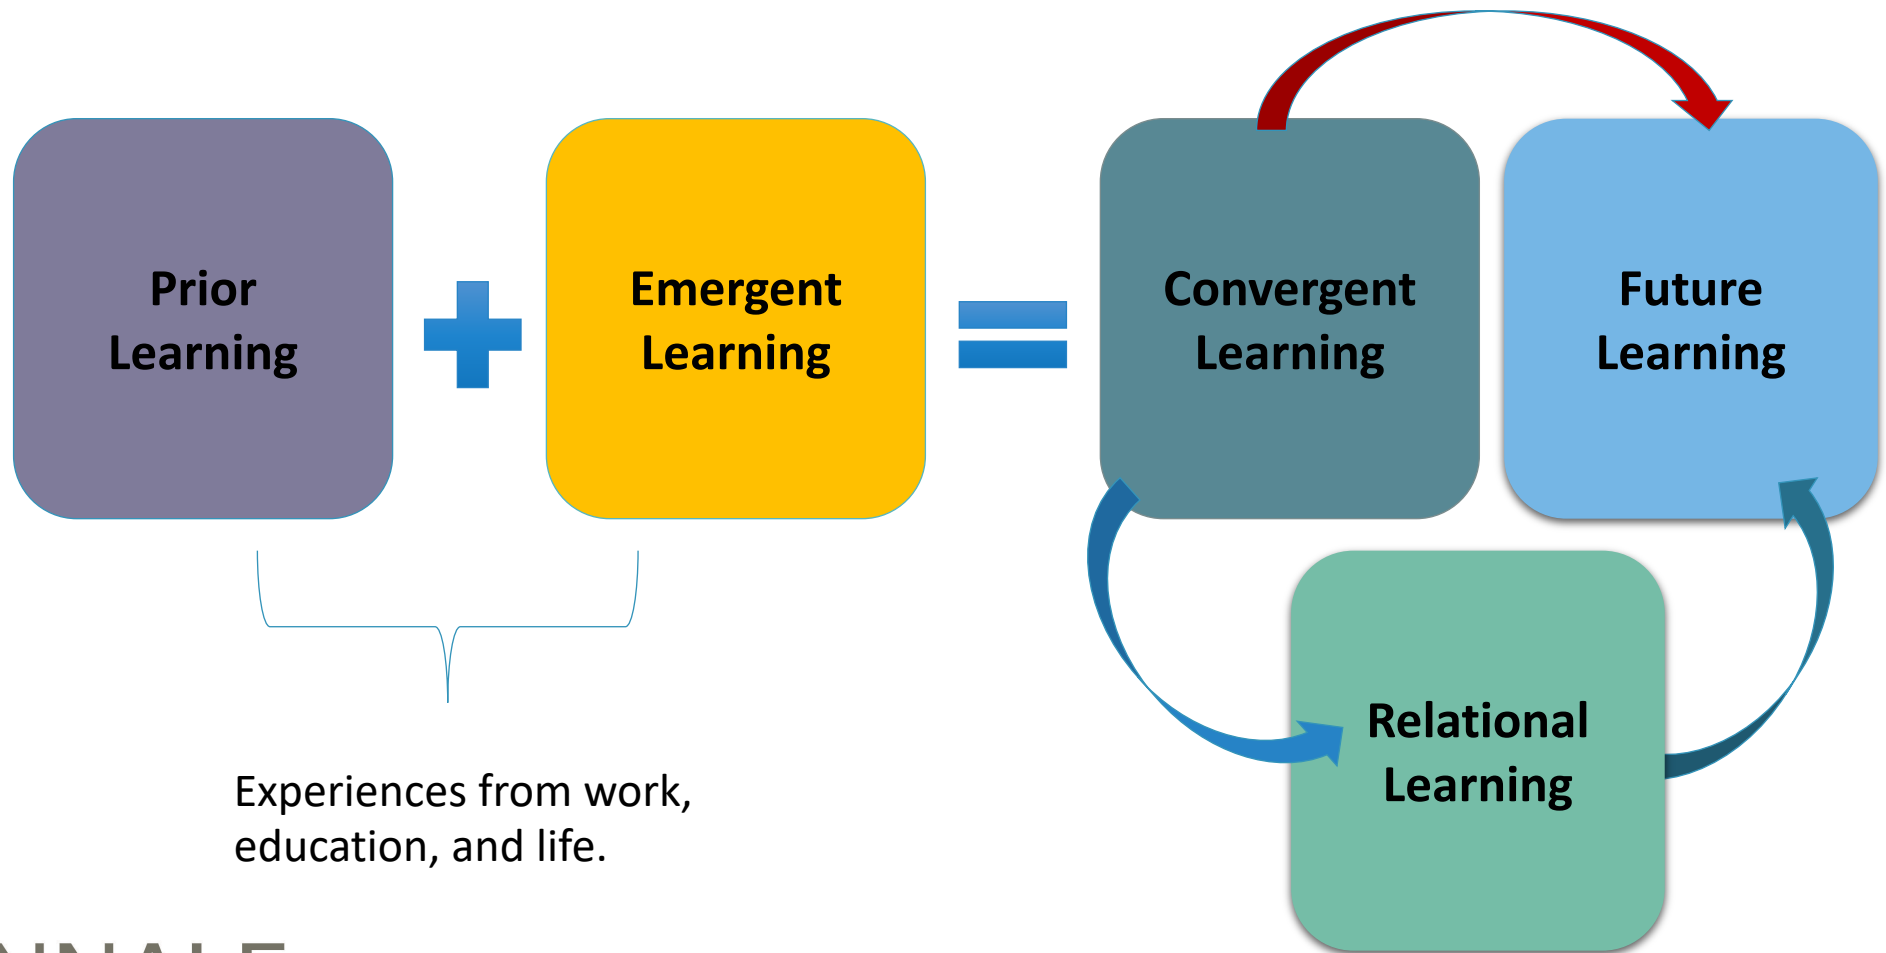 Prior
Learning
Emergent
Learning
Convergent
Learning
Future
Learning
Relational
Learning
Experiences from work,
education, and life.